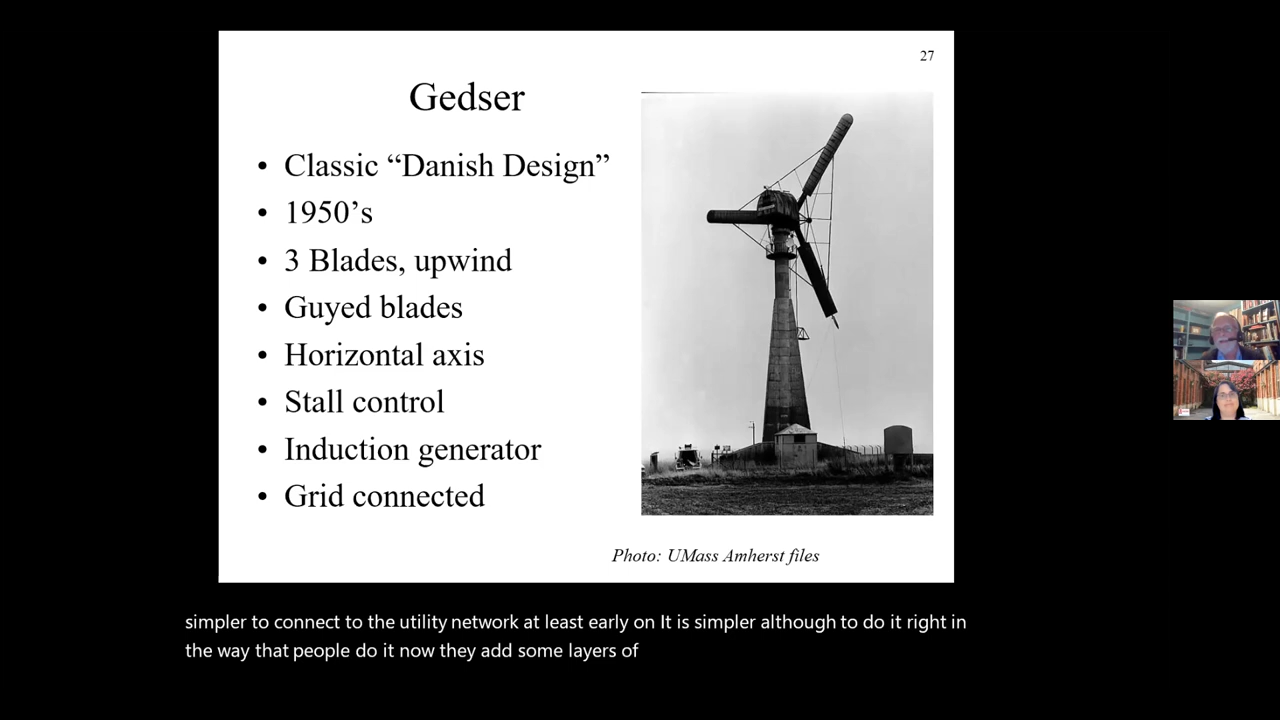 27
Gedser
• Classic “Danish Design”
• 1950’s
• 3 Blades, upwind
• Guyed blades
• Horizontal axis
• Stall control
• Induction generator
• Grid connected
Photo: UMass Amherst files
simpler to connect to the utility network at least early on It is simpler although to do it right in
the way that people do it now they add some layers of